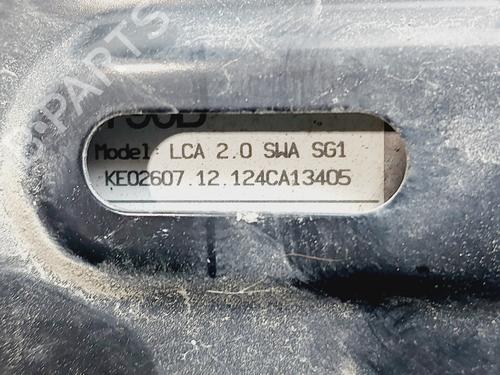 Model: LCA 2.0 SWA SG1
KE02607.12.124CA13405